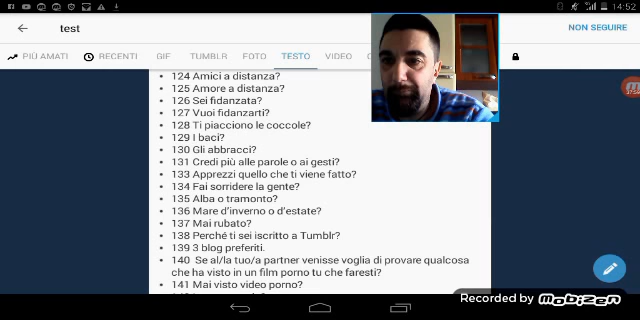 14:52
test
NON SEGUIRE
PIÙ AMATI RECENTI GIF TUMBLR FOTO TESTO VIDEO
124 Amici a distanza?
125 Amore a distanza?
126 Sei fidanzata?
127 Vuoi fidanzarti?
128 Ti piacciono le coccole?
129 I baci?
130 Gli abbracci?
131 Credi più alle parole o ai gesti?
133 Apprezzi quello che ti viene fatto?
134 Fai sorridere la gente?
135 Alba o tramonto?
136 Mare d'inverno o d'estate?
137 Mai rubato?
138 Perché ti sei iscritto a Tumblr?
139 3 blog preferiti.
140 Se al/la tuo/a partner venisse voglia di provare qualcosa
che ha visto in un film porno tu che faresti?
141 Mai visto video porno?
Recorded by Mobizen